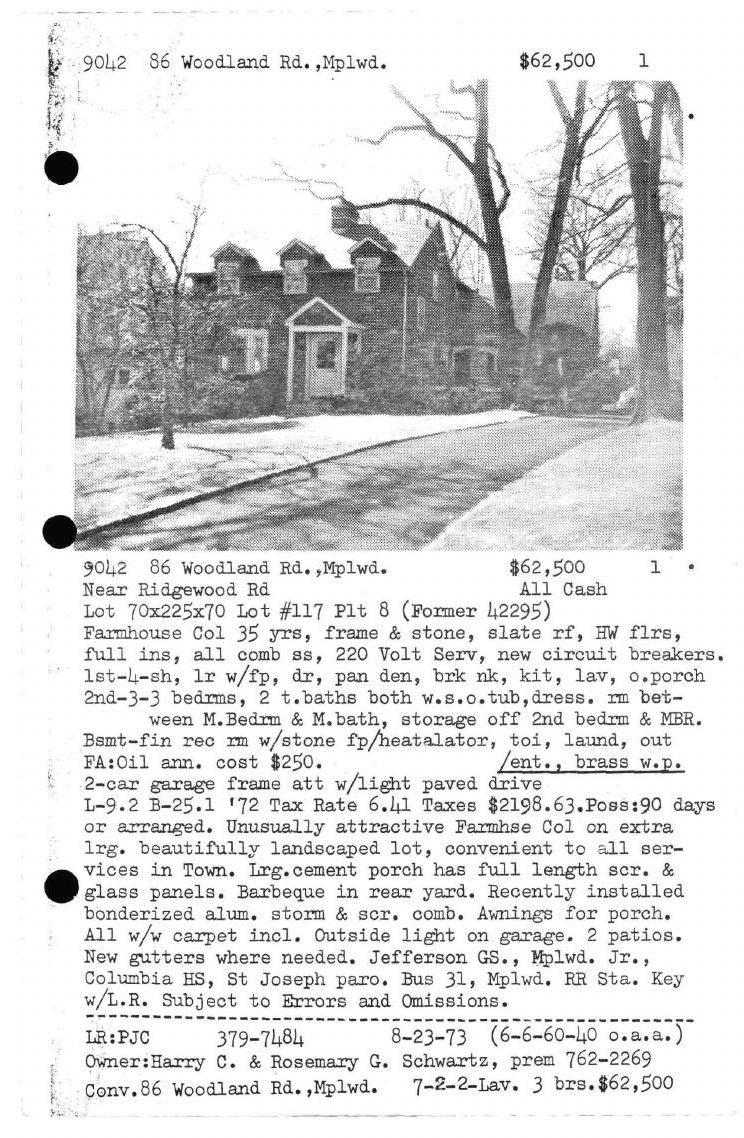 9042 86 Woodland Rd.,Mplwd. $62,500 1
9042 86 Woodland Rd.,Mplwd. $62,500 1
Near Ridgewood Rd All Cash
Lot 70x225x70 Lot #117 Plt 8 (Former 42295)
Farmhouse Col 35 yrs, frame & stone, slate rf, HW flrs,
full ins, all comb ss, 220 Volt Serv, new circuit breakers.
1st-4-sh, lr w/fp, dr, pan den, brk nk, kit, lav, o.porch
2nd-3-3 bedrms, 2 t.baths both w.s.o.tub,dress. rm bet-
ween M.Bedrm & M.bath, storage off 2nd bedrm & MBR.
Bsmt-fin rec rm w/stone fp/heatalator, toi, laund, out
FA:Oil ann. cost $250. /ent., brass w.p.
2-car garage frame att w/light paved drive
L-9.2 B-25.1 '72 Tax Rate 6.41 Taxes $2198.63.Poss:90 days
or arranged. Unusually attractive Farmhse Col on extra
lrg. beautifully landscaped lot, convenient to all ser-
vices in Town. Lrg.cement porch has full length scr. &
glass panels. Barbeque in rear yard. Recently installed
bonderized alum. storm & scr. comb. Awnings for porch.
All w/w carpet incl. Outside light on garage. 2 patios.
New gutters where needed. Jefferson GS., Mplwd. Jr.,
Columbia HS, St Joseph paro. Bus 31, Mplwd. RR Sta. Key
w/L.R. Subject to Errors and Omissions.
LR:PJC 379-7484 8-23-73 (6-6-60-40 o.a.a.)
Owner:Harry C. & Rosemary G. Schwartz, prem 762-2269
Conv.86 Woodland Rd.,Mplwd. 7-2-2-Lav. 3 brs.$62,500